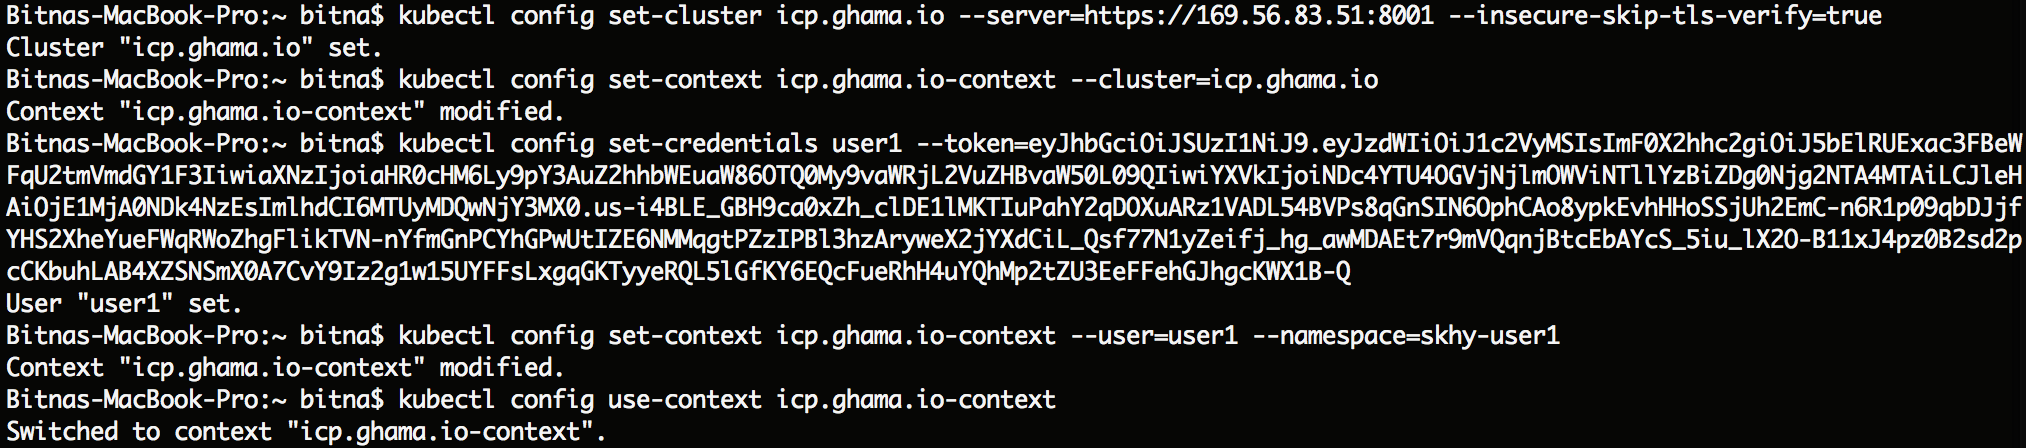 Bitnas-MacBook-Pro:~ bitna$ kubectl config set-cluster icp.ghama.io --server=https://169.56.83.51:8001 --insecure-skip-tls-verify=true
Cluster "icp.ghama.io" set.
Bitnas-MacBook-Pro:~ bitna$ kubectl config set-context icp.ghama.io-context --cluster=icp.ghama.io
Context "icp.ghama.io-context" modified.
Bitnas-MacBook-Pro:~ bitna$ kubectl config set-credentials user1 --token=eyJhbGciOiJSUzI1NiJ9.eyJzdWIiOiJ1c2VyMSIsImF0X2hhc2giOiJ5bElRUExac3FBeW
FqU2tmVmdGY1F3IiwiaXNzIjoiaHR0cHM6Ly9pY3AuZ2hhbWEuaW86OTQ0My9vaWRjL2VuZHBvaW50L09QIiwiYXVkIjoiNDc4YTU4OGVjNjlmOWViNTllYzBiZDg0Njg2NTA4MTAiLCJleH
AiOjE1MjA0NDk4NzEsImlhdCI6MTUyMDQwNjY3MX0.us-i4BLE_GBH9ca0xZh_clDE1lMKTIuPahY2qDOXuARz1VADL54BVPs8qGnSIN6OphCAo8ypkEvhHHoSSjUh2EmC-n6R1p09qbDJjf
YHS2XheYueFWqRWoZhgFlikTVN-nYfmGnPCYhGPwUtIZE6NMMqgtPZzIPBl3hzAryweX2jYXdCiL_Qsf77N1yZeifj_hg_awMDAEt7r9mVQqnjBtcEbAYcS_5iu_lX2O-B11xJ4pz0B2sd2p
cCKbuhLAB4XZSNSmX0A7CvY9Iz2g1w15UYFFsLxgqGKTyyeRQL5lGfKY6EQcFueRhH4uYQhMp2tZU3EeFFehGJhgcKWX1B-Q
User "user1" set.
Bitnas-MacBook-Pro:~ bitna$ kubectl config set-context icp.ghama.io-context --user=user1 --namespace=skhy-user1
Context "icp.ghama.io-context" modified.
Bitnas-MacBook-Pro:~ bitna$ kubectl config use-context icp.ghama.io-context
Switched to context "icp.ghama.io-context".